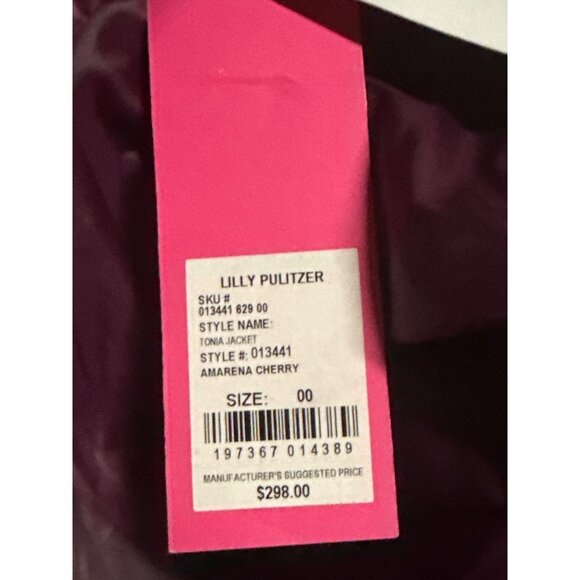 LILLY PULITZER
SKU #
013441 629 00
STYLE NAME:
TONIA JACKET
STYLE #: 013441
AMARENA CHERRY
SIZE: 00
197367 014389
MANUFACTURER'S SUGGESTED PRICE
$298.00